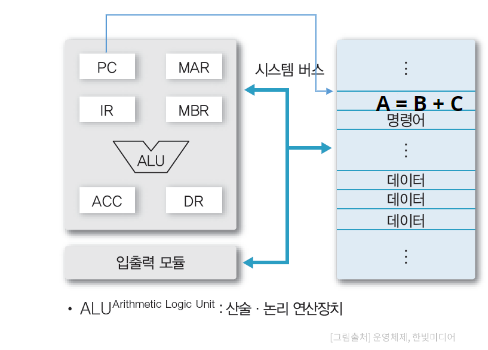 PC MAR
시스템 버스
IR MBR
ALU
ACC DR
입출력 모듈
⋮
A = B + C
명령어
⋮
데이터
데이터
데이터
⋮
• ALU Arithmetic Logic Unit : 산술 · 논리 연산장치
[그림출처] 운영체제, 한빛미디어